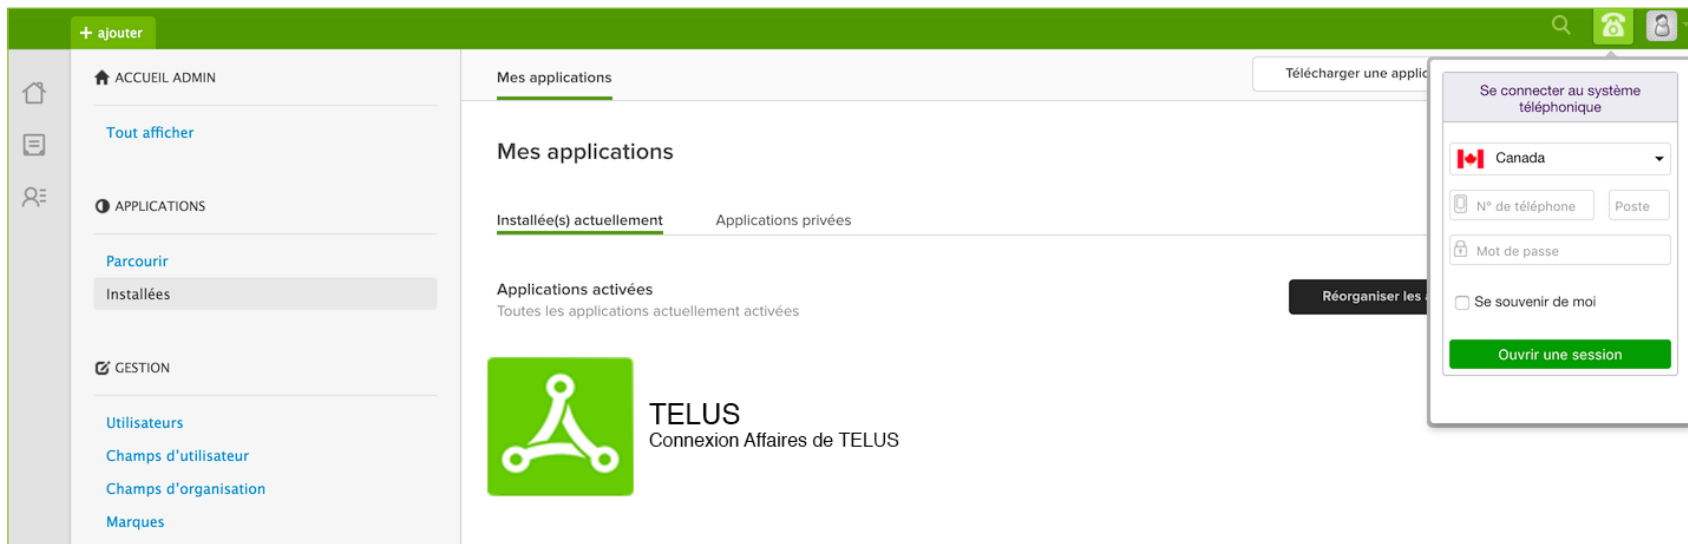 + ajouter
ACCUEIL ADMIN
Tout afficher
APPLICATIONS
Parcourir
Installées
GESTION
Utilisateurs
Champs d'utilisateur
Champs d'organisation
Marques
Mes applications
Télécharger une applic
Mes applications
Installée(s) actuellement
Applications privées
Applications activées
Toutes les applications actuellement activées
Réorganiser les
TELUS
Connexion Affaires de TELUS
Se connecter au système
téléphonique
Canada
N° de téléphone
Poste
Mot de passe
Se souvenir de moi
Ouvrir une session